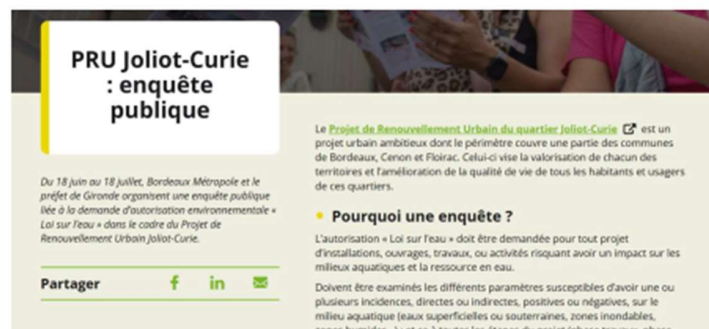 PRU Joliot-Curie
: enquête
publique
Du 18 juin au 18 juillet, Bordeaux Métropole et le
préfet de Gironde organisent une enquête publique
liée à la demande d'autorisation environnementale «
Loi sur l'eau » dans le cadre du Projet de
Renouvellement Urbain Joliot-Curie.
Partager
Le Projet de Renouvellement Urbain du quartier Joliot-Curie est un
projet urbain ambitieux dont le périmètre couvre une partie des communes
de Bordeaux, Cenon et Floirac. Celui-ci vise la valorisation de chacun des
territoires et l'amélioration de la qualité de vie de tous les habitants et usagers
de ces quartiers.
Pourquoi une enquête ?
L'autorisation « Loi sur l'eau » doit être demandée pour tout projet
d'installations, ouvrages, travaux, ou activités risquant avoir un impact sur les
milieux aquatiques et la ressource en eau.
Doivent être examinés les différents paramètres susceptibles d'avoir une ou
plusieurs incidences, directes ou indirectes, positives ou négatives, sur le
milieu aquatique (eaux superficielles ou souterraines, zones inondables,